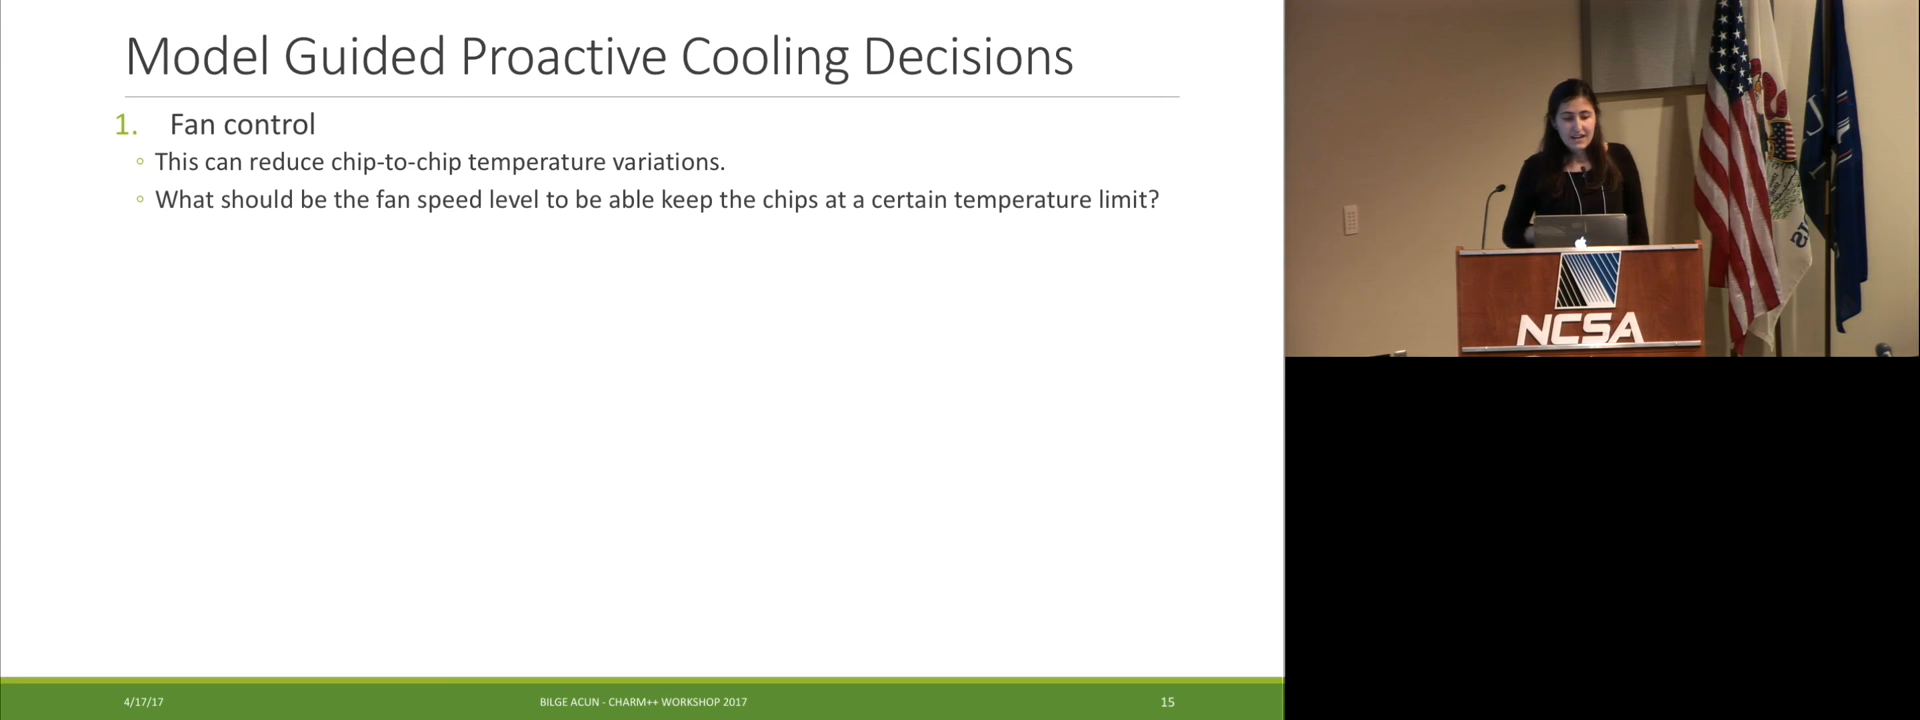 Model Guided Proactive Cooling Decisions
1. Fan control
◦ This can reduce chip-to-chip temperature variations.
◦ What should be the fan speed level to be able keep the chips at a certain temperature limit?
4/17/17
BILGE ACUN - CHARM++ WORKSHOP 2017
15
NCSA